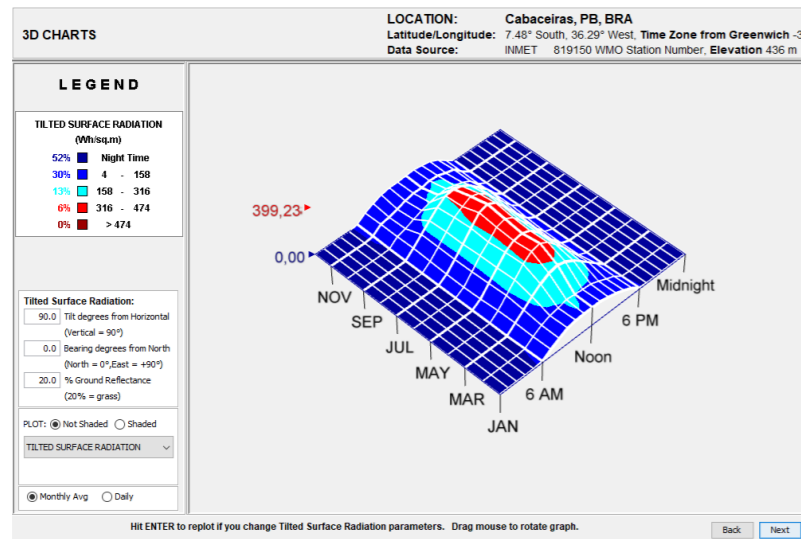 3D CHARTS
LOCATION: Cabaceiras, PB, BRA
Latitude/Longitude: 7.48° South, 36.29° West, Time Zone from Greenwich -3
Data Source: INMET 819150 WMO Station Number, Elevation 436 m
LEGEND
TILTED SURFACE RADIATION
(Wh/sq.m)
52% Night Time
30% 4 - 158
13% 158 - 316
6% 316 - 474
0% > 474
Tilted Surface Radiation:
90.0 Tilt degrees from Horizontal
(Vertical = 90°)
0.0 Bearing degrees from North
(North = 0°,East = +90°)
20.0 % Ground Reflectance
(20% = grass)
PLOT: Not Shaded Shaded
TILTED SURFACE RADIATION
Monthly Avg Daily
399,23
0,00
NOV
SEP
JUL
MAY
MAR
JAN
6 AM
Noon
6 PM
Midnight
Hit ENTER to replot if you change Tilted Surface Radiation parameters. Drag mouse to rotate graph.
Back Next